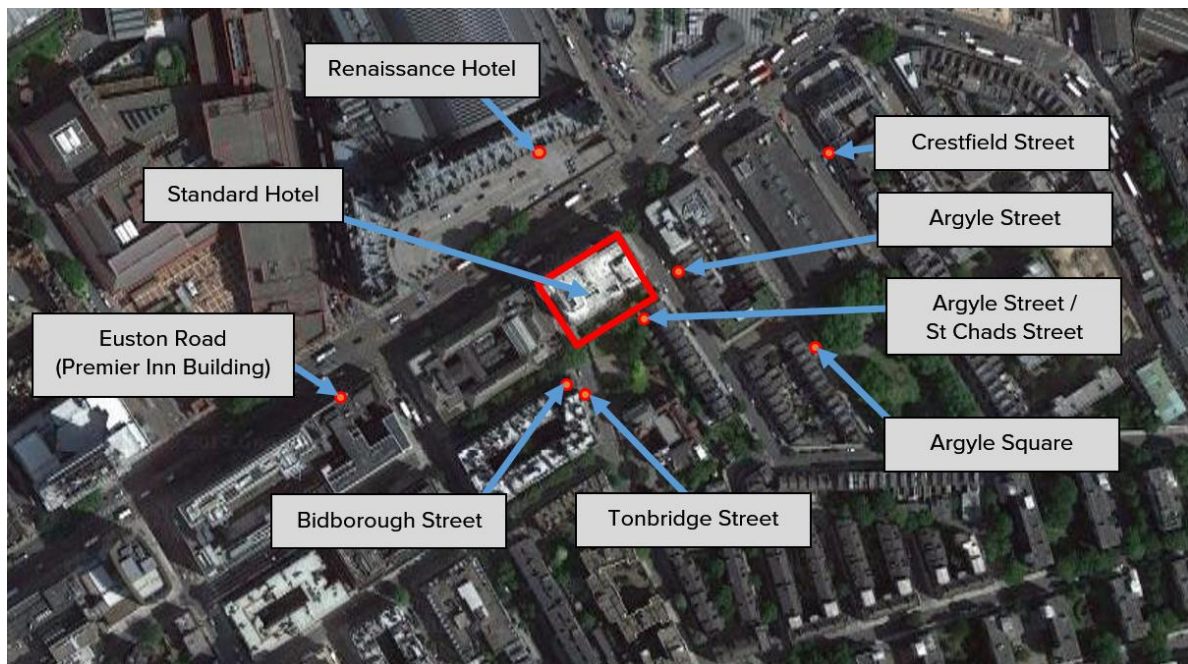 Renaissance Hotel
Crestfield Street
Standard Hotel
Argyle Street
Argyle Street /
St Chads Street
Euston Road
(Premier Inn Building)
Argyle Square
Bidborough Street
Tonbridge Street